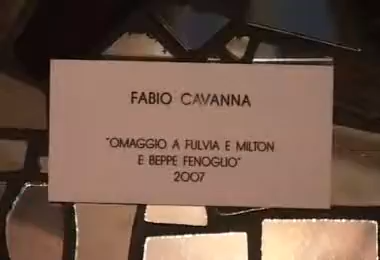 FABIO CAVANNA
"OMAGGIO A FULVIA E MILTON
E BEPPE FENOGLIO"
2007